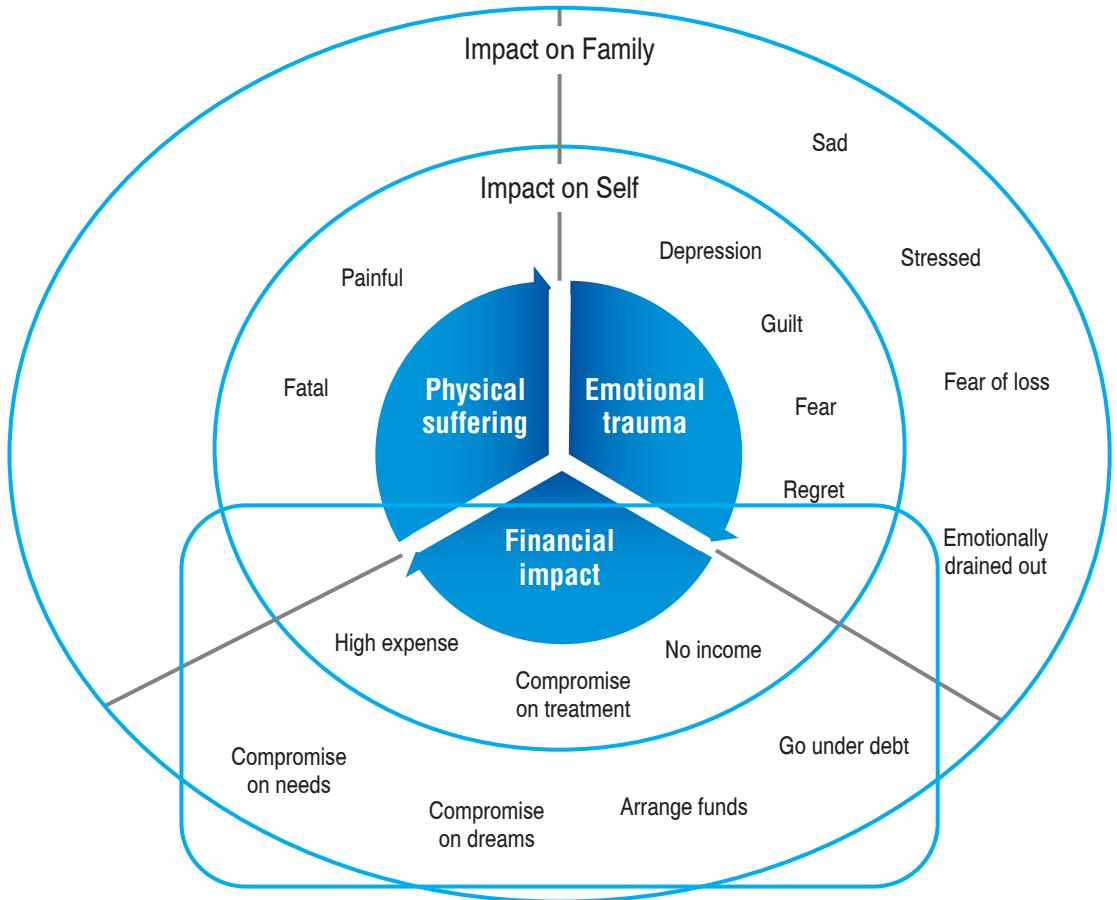 Impact on Family
Sad
Impact on Self
Depression
Stressed
Painful
Guilt
Fatal
Physical
suffering
Emotional
trauma
Fear
Fear of loss
Regret
Financial
impact
Emotionally
drained out
High expense
No income
Compromise
on treatment
Go under debt
Compromise
on needs
Compromise
on dreams
Arrange funds